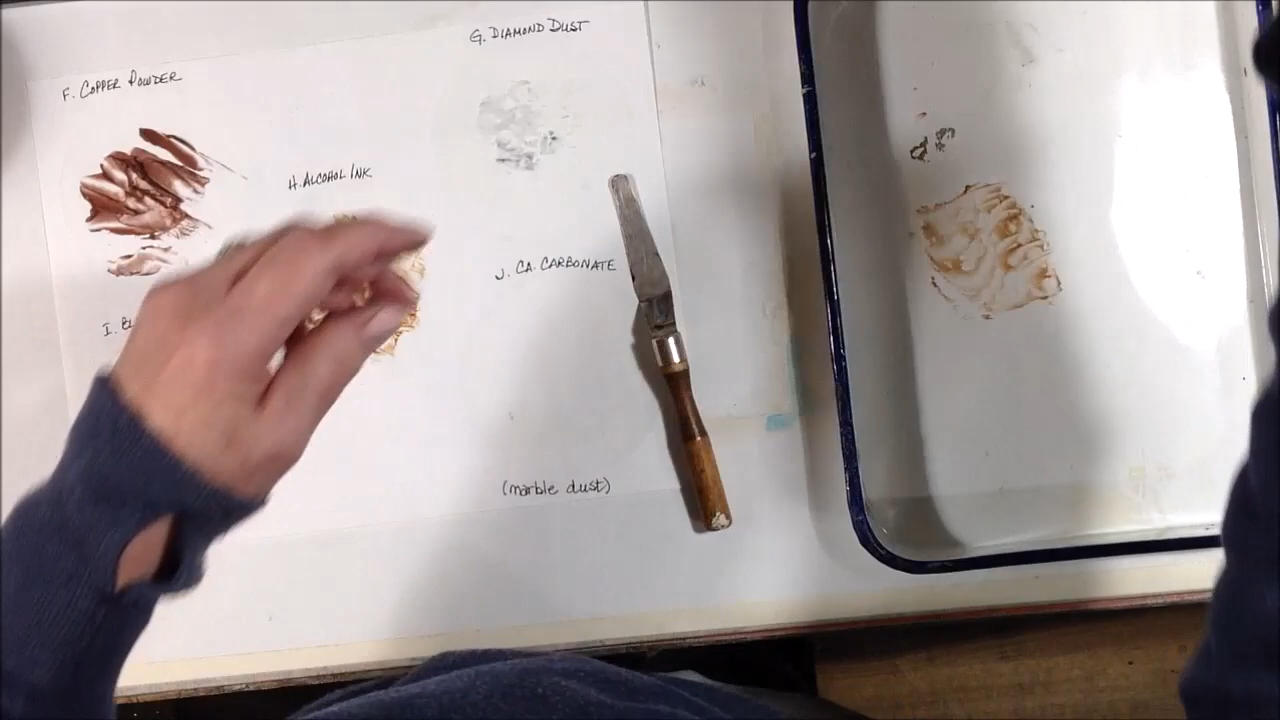 F. COPPER POWDER
G. DIAMOND DUST
H. ALCOHOL INK
I.
J. CA. CARBONATE
(marble dust)